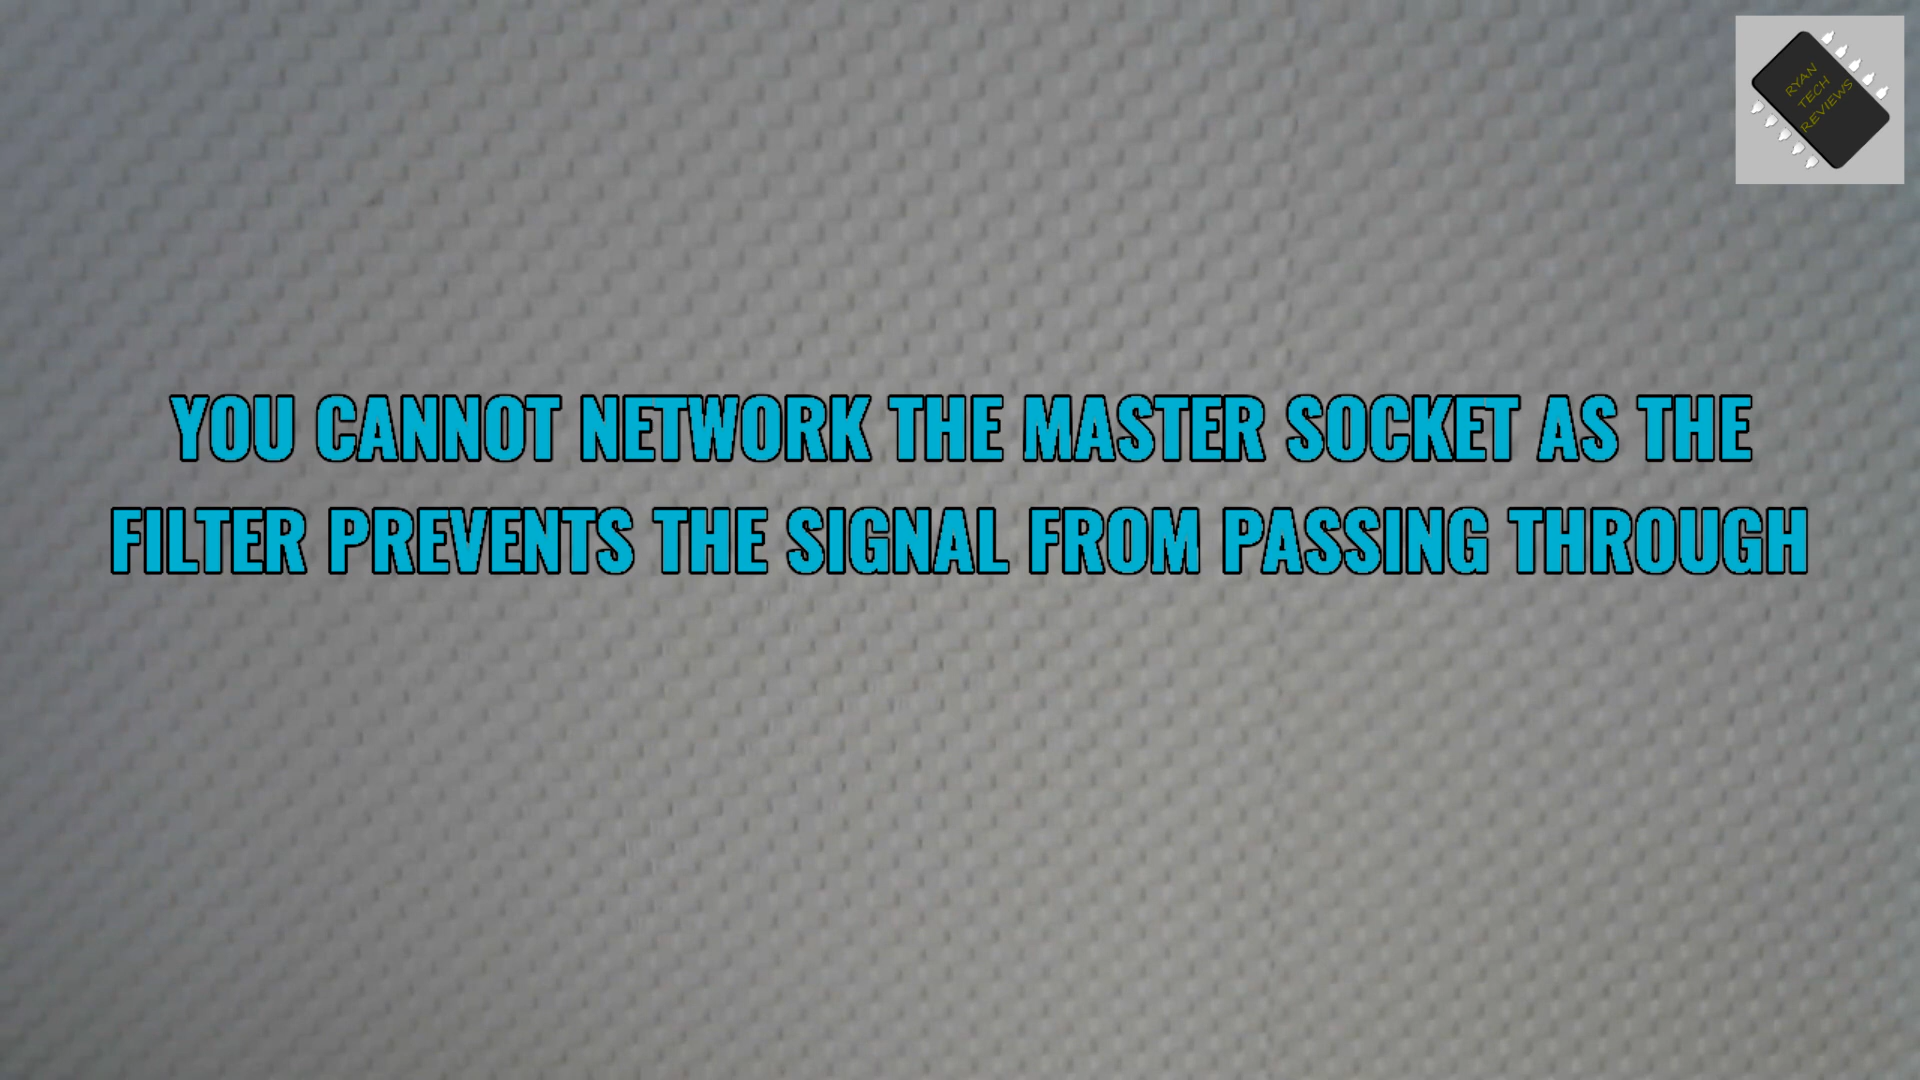 RYAN
TECH
REVIEWS
YOU CANNOT NETWORK THE MASTER SOCKET AS THE
FILTER PREVENTS THE SIGNAL FROM PASSING THROUGH